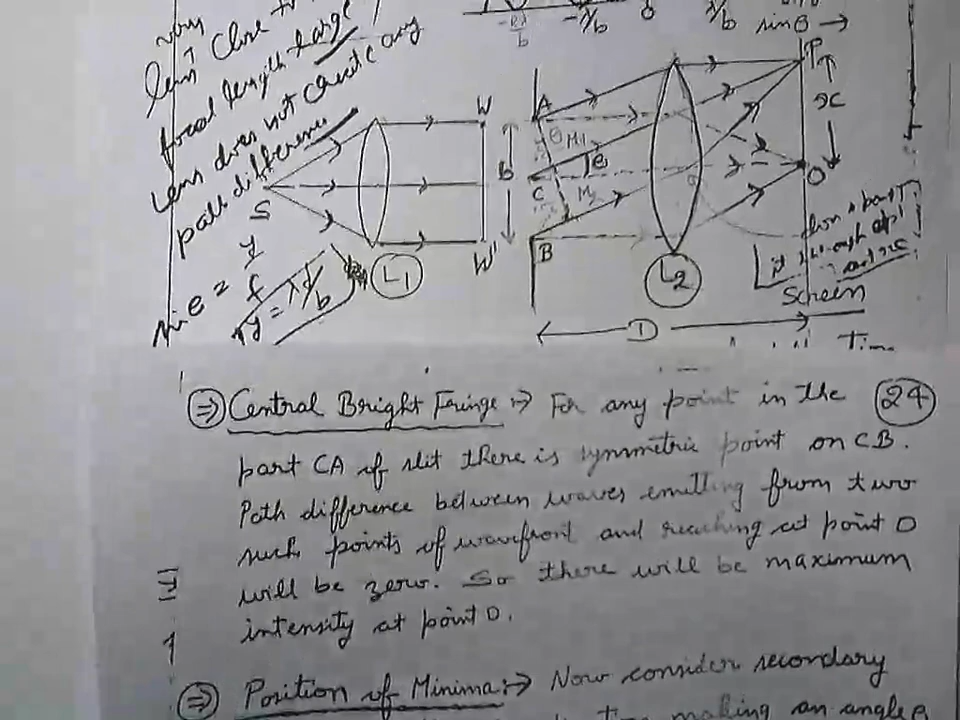 -λ/b 0 λ/b sinθ →
very
lens close to
focal length large
Lens does not create any
path difference
S
W
W'
L1
A
θ
M1
b
C
θ
M2
B
L2
P
x
O
Screen
D
θ = y/f
y = λf/b
⇒ Central Bright Fringe :→ For any point in the 24
part CA of slit there is symmetric point on CB.
Path difference between waves emitting from two
such points of wavefront and reaching at point O
will be zero. So there will be maximum
intensity at point O.
⇒ Position of Minima :→ Now consider secondary
making an angle θ